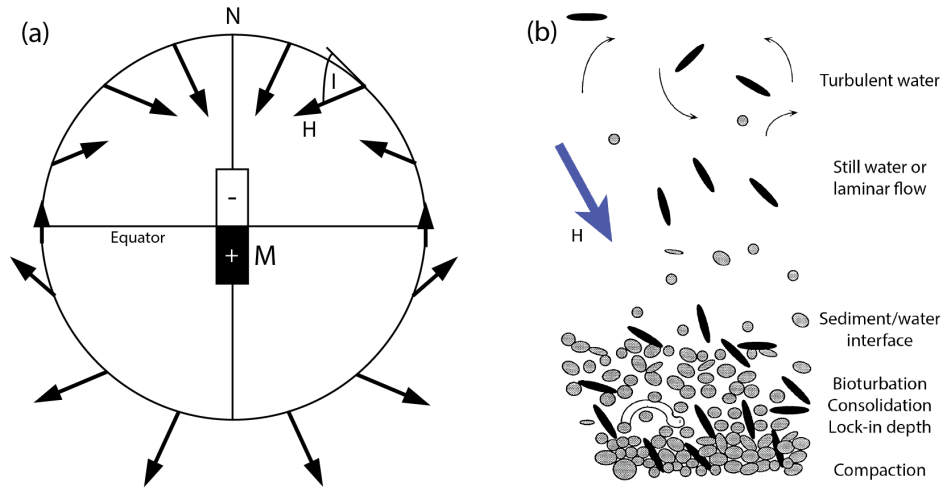 (a)
N
I
H
-
Equator
+
M
(b)
Turbulent water
Still water or
laminar flow
H
Sediment/water
interface
Bioturbation
Consolidation
Lock-in depth
Compaction